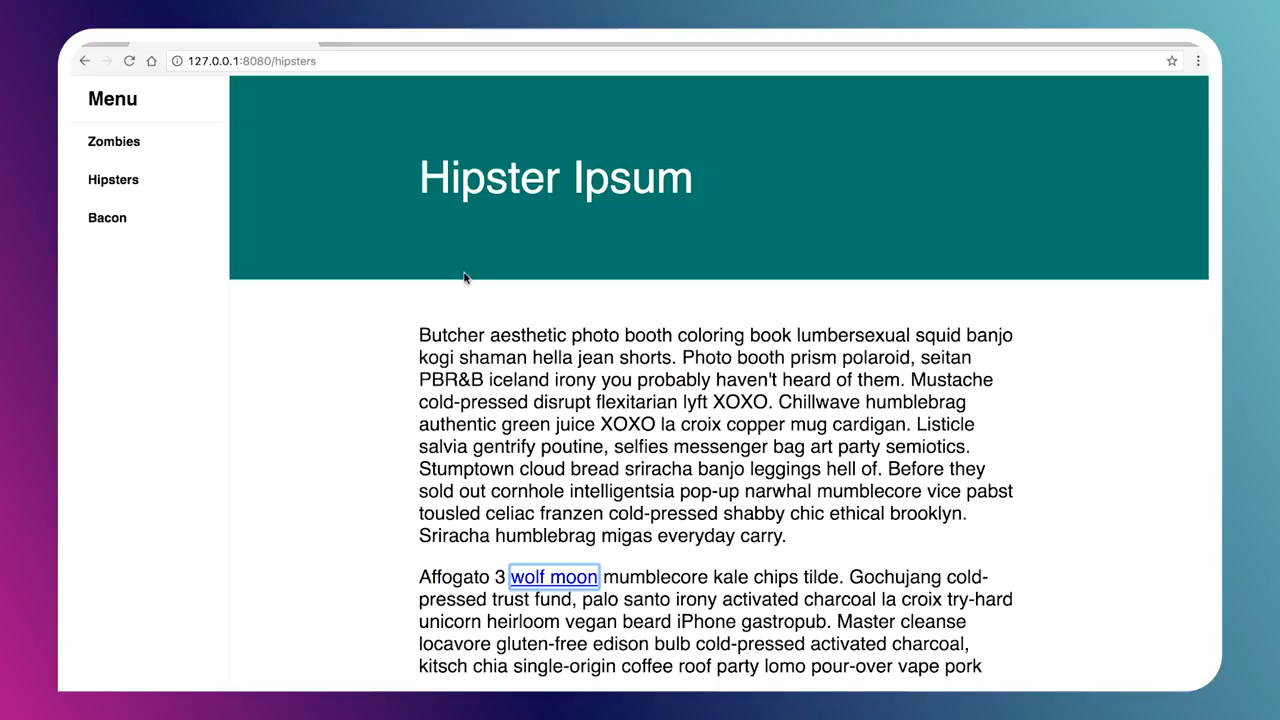 127.0.0.1:8080/hipsters
Menu
Zombies
Hipsters
Bacon
Hipster Ipsum
Butcher aesthetic photo booth coloring book lumbersexual squid banjo
kogi shaman hella jean shorts. Photo booth prism polaroid, seitan
PBR&B iceland irony you probably haven't heard of them. Mustache
cold-pressed disrupt flexitarian lyft XOXO. Chillwave humblebrag
authentic green juice XOXO la croix copper mug cardigan. Listicle
salvia gentrify poutine, selfies messenger bag art party semiotics.
Stumptown cloud bread sriracha banjo leggings hell of. Before they
sold out cornhole intelligentsia pop-up narwhal mumblecore vice pabst
tousled celiac franzen cold-pressed shabby chic ethical brooklyn.
Sriracha humblebrag migas everyday carry.
Affogato 3 wolf moon mumblecore kale chips tilde. Gochujang cold-
pressed trust fund, palo santo irony activated charcoal la croix try-hard
unicorn heirloom vegan beard iPhone gastropub. Master cleanse
locavore gluten-free edison bulb cold-pressed activated charcoal,
kitsch chia single-origin coffee roof party lomo pour-over vape pork